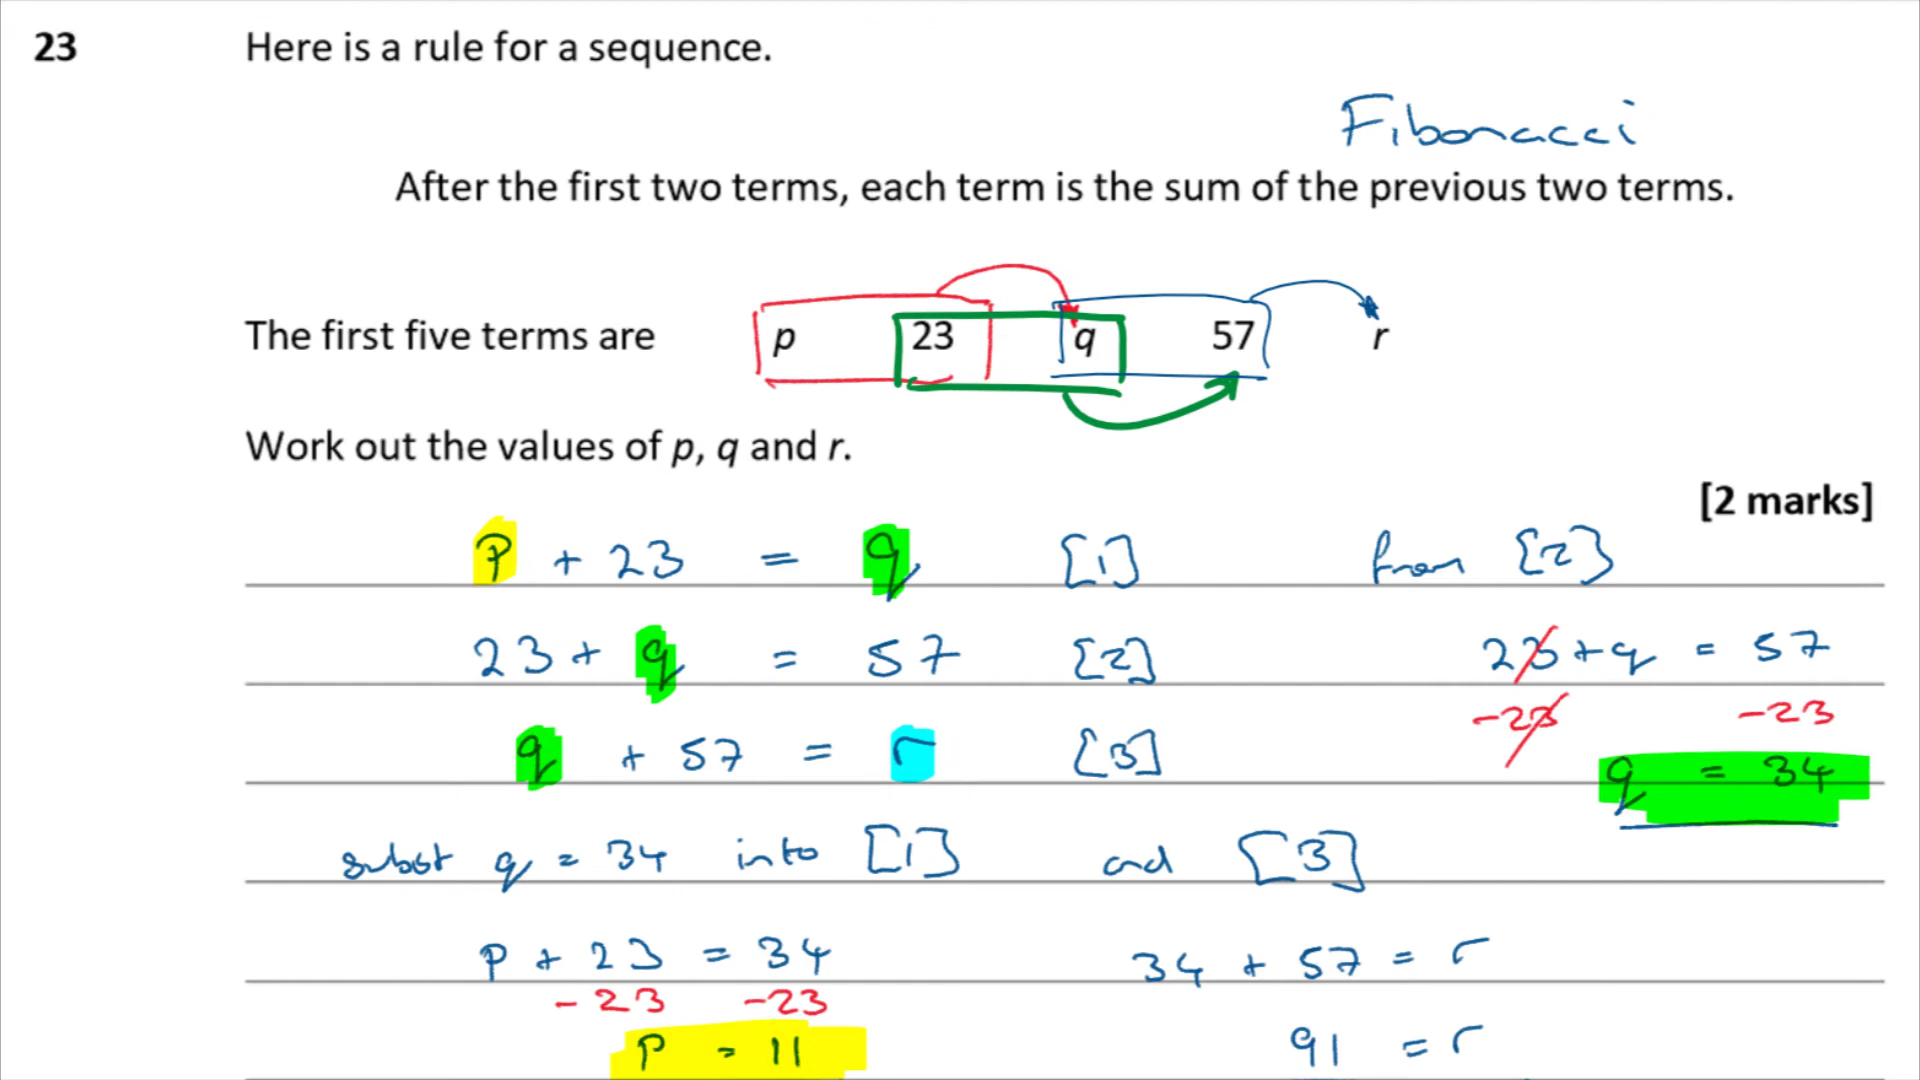 23 Here is a rule for a sequence.
Fibonacci
After the first two terms, each term is the sum of the previous two terms.
The first five terms are p 23 q 57 r
Work out the values of p, q and r.
[2 marks]
P + 23 = q [1] from [2]
23 + q = 57 [2] 23 + q = 57
-23 -23
q + 57 = r [3] q = 34
subst q = 34 into [1] and [3]
P + 23 = 34 34 + 57 = r
-23 -23
P = 11 91 = r